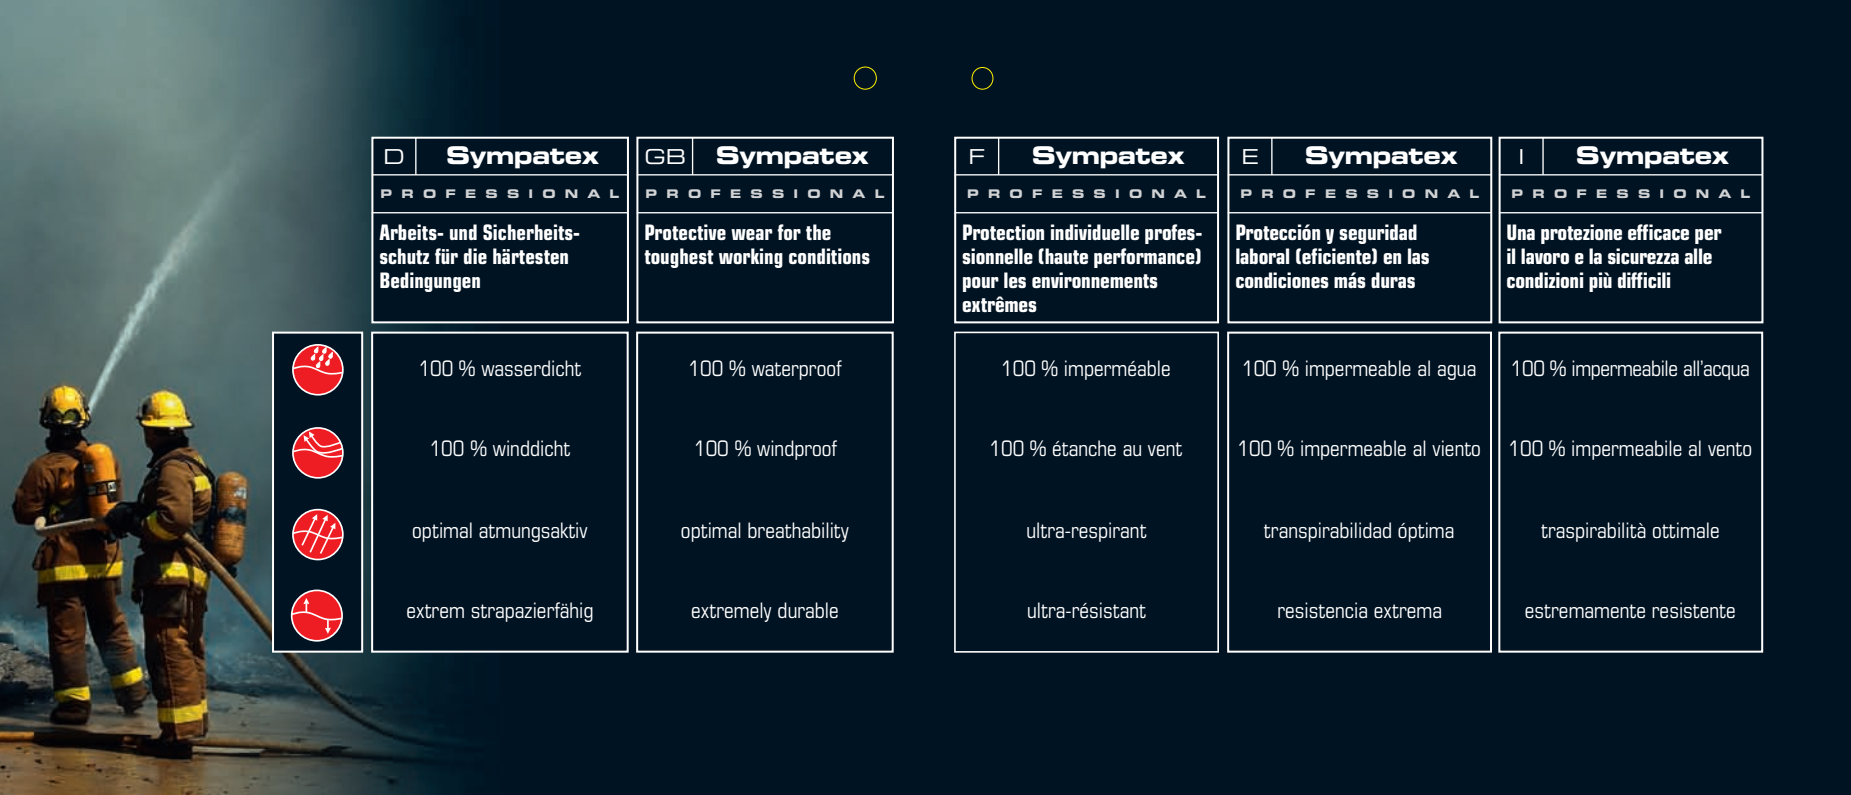 D Sympatex
PROFESSIONAL
Arbeits- und Sicherheits-
schutz für die härtesten
Bedingungen
100 % wasserdicht
100 % winddicht
optimal atmungsaktiv
extrem strapazierfähig
GB Sympatex
PROFESSIONAL
Protective wear for the
toughest working conditions
100 % waterproof
100 % windproof
optimal breathability
extremely durable
F Sympatex
PROFESSIONAL
Protection individuelle profes-
sionnelle (haute performance)
pour les environnements
extrêmes
100 % imperméable
100 % étanche au vent
ultra-respirant
ultra-résistant
E Sympatex
PROFESSIONAL
Protección y seguridad
laboral (eficiente) en las
condiciones más duras
100 % impermeable al agua
100 % impermeable al viento
transpirabilidad óptima
resistencia extrema
I Sympatex
PROFESSIONAL
Una protezione efficace per
il lavoro e la sicurezza alle
condizioni più difficili
100 % impermeabile all'acqua
100 % impermeabile al vento
traspirabilità ottimale
estremamente resistente